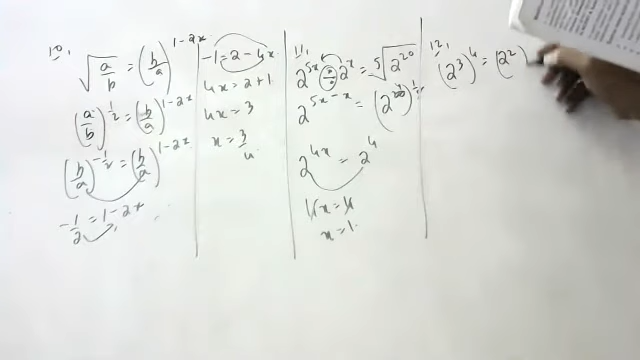 10,
√(a/b) = (b/a)^(1-2x)
(a/b)^(1/2) = (b/a)^(1-2x)
(b/a)^(-1/2) = (b/a)^(1-2x)
-1/2 = 1-2x
-1 = 2-4x
4x = 2+1
4x = 3
x = 3/4
11,
2^(5x) ÷ 2^x = ⁵√(2^20)
2^(5x-x) = (2^20)^(1/5)
2^(4x) = 2^4
4x = 4
x = 1.
12,
(2^3)^4 = (2^2)